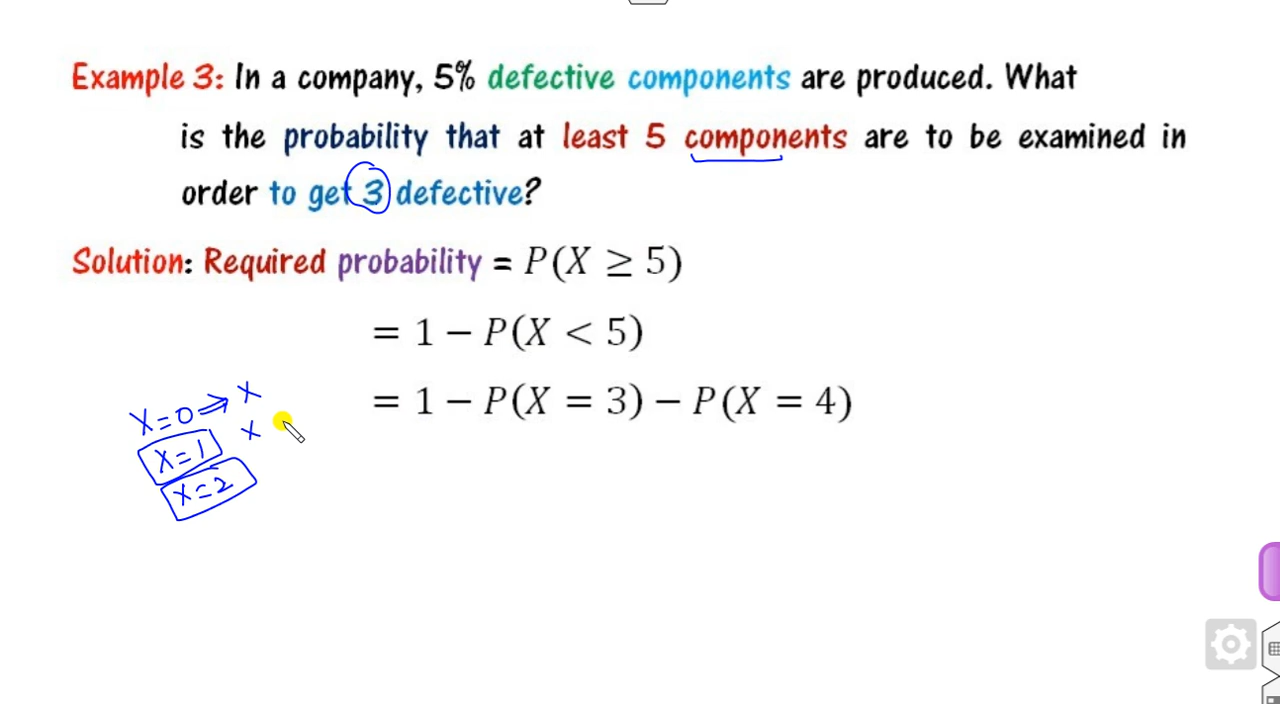 Example 3: In a company, 5% defective components are produced. What
is the probability that at least 5 components are to be examined in
order to get 3 defective?
Solution: Required probability = P(X ≥ 5)
= 1 − P(X < 5)
= 1 − P(X = 3) − P(X = 4)
X=0 ⇒ X
X=1 X
X=2